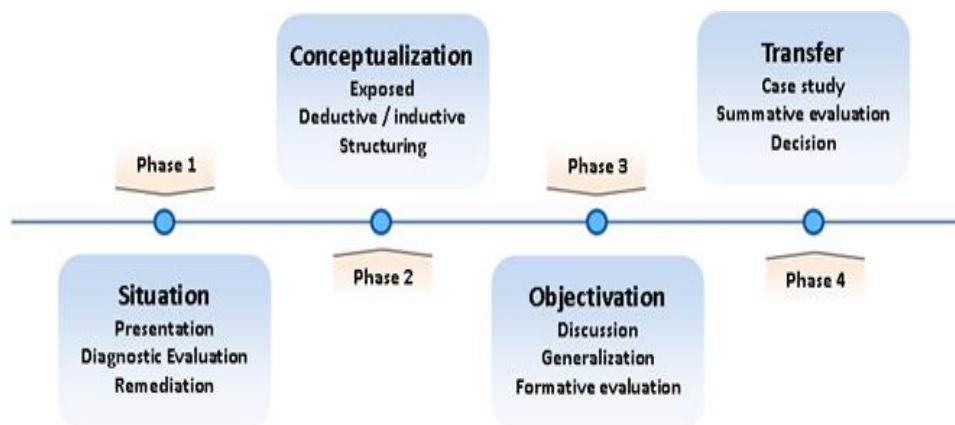 Phase 1
Situation
Presentation
Diagnostic Evaluation
Remediation
Conceptualization
Exposed
Deductive / inductive
Structuring
Phase 2
Phase 3
Objectivation
Discussion
Generalization
Formative evaluation
Transfer
Case study
Summative evaluation
Decision
Phase 4